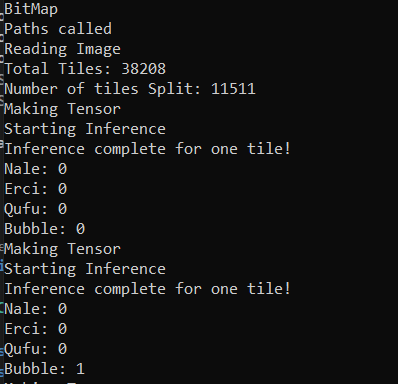 BitMap
Paths called
Reading Image
Total Tiles: 38208
Number of tiles Split: 11511
Making Tensor
Starting Inference
Inference complete for one tile!
Nale: 0
Erci: 0
Qufu: 0
Bubble: 0
Making Tensor
Starting Inference
Inference complete for one tile!
Nale: 0
Erci: 0
Qufu: 0
Bubble: 1